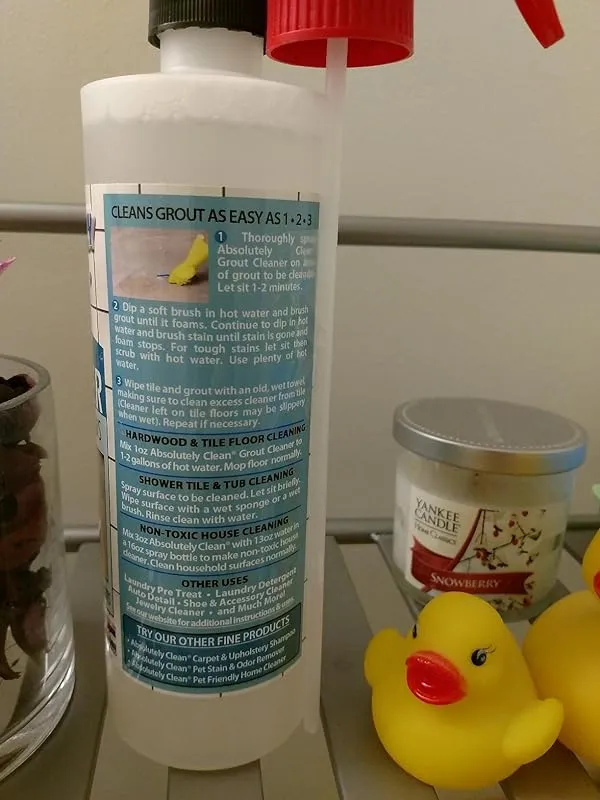 CLEANS GROUT AS EASY AS 1•2•3
1 Thoroughly
Absolutely
Grout Cleaner on
of grout to be
Let sit 1-2 minutes.
2 Dip a soft brush in hot water and brush
grout until it foams. Continue to dip in hot
water and brush stain until stain is gone and
foam stops. For tough stains let sit then
scrub with hot water. Use plenty of hot
water.
3 Wipe tile and grout with an old, wet towel,
making sure to clean excess cleaner from tile
(Cleaner left on tile floors may be slippery
when wet). Repeat if necessary.
HARDWOOD & TILE FLOOR CLEANING
Mix 1oz Absolutely Clean® Grout Cleaner to
1-2 gallons of hot water. Mop floor normally.
SHOWER TILE & TUB CLEANING
Spray surface to be cleaned. Let sit briefly.
Wipe surface with a wet sponge or a wet
brush. Rinse clean with water.
NON-TOXIC HOUSE CLEANING
Mix 3oz Absolutely Clean® with 13oz water in
a 16oz spray bottle to make non-toxic house
cleaner. Clean household surfaces normally.
OTHER USES
Laundry Pre Treat • Laundry Detergent
Auto Detail • Shoe & Accessory Cleaner
Jewelry Cleaner • and Much More!
See our website for additional instructions & uses.
TRY OUR OTHER FINE PRODUCTS
• Absolutely Clean® Carpet & Upholstery Shampoo
• Absolutely Clean® Pet Stain & Odor Remover
• Absolutely Clean® Pet Friendly Home Cleaner
YANKEE
CANDLE
HOME CLASSICS
SNOWBERRY